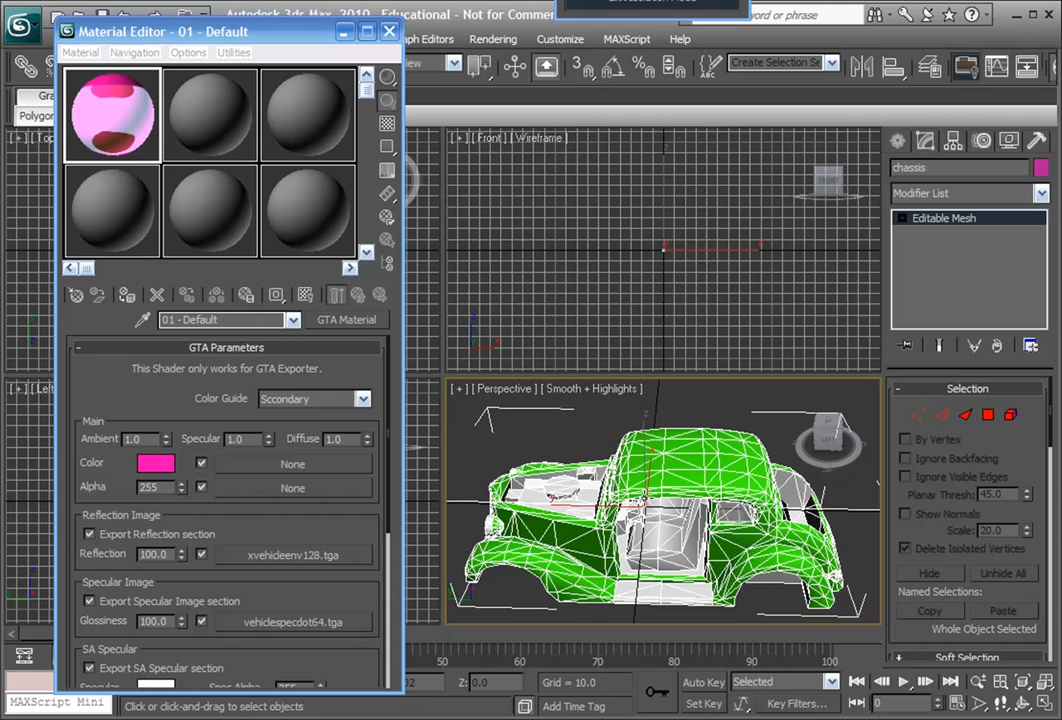 Autodesk 3ds Max 2010 - Educational - Not for Commer
word or phrase
Material Editor - 01 - Default
Material Navigation Options Utilities
ph Editors Rendering Customize MAXScript Help
Create Selection Se
Gra
Polygon
[ + ] [ Top
[ + ] [ Front ] [ Wireframe ]
FRONT
chassis
Modifier List
Editable Mesh
01 - Default
GTA Material
GTA Parameters
This Shader only works for GTA Exporter.
Color Guide Secondary
Main
Ambient 1.0 Specular 1.0 Diffuse 1.0
Color None
Alpha 255 None
Reflection Image
Export Reflection section
Reflection 100.0 xvehicleenv128.tga
Specular Image
Export Specular Image section
Glossiness: 100.0 vehiclespecdot64.tga
SA Specular
Export SA Specular section
[ + ] [ Left
[ + ] [ Perspective ] [ Smooth + Highlights ]
LEFT
Selection
By Vertex
Ignore Backfacing
Ignore Visible Edges
Planar Thresh: 45.0
Show Normals
Scale: 20.0
Delete Isolated Vertices
Hide Unhide All
Named Selections:
Copy Paste
Whole Object Selected
Soft Selection
50 60 70 80 90 100
02 Z: 0.0 Grid = 10.0 Auto Key Selected
MAXScript Mini Click or click-and-drag to select objects Add Time Tag Set Key Key Filters... 0